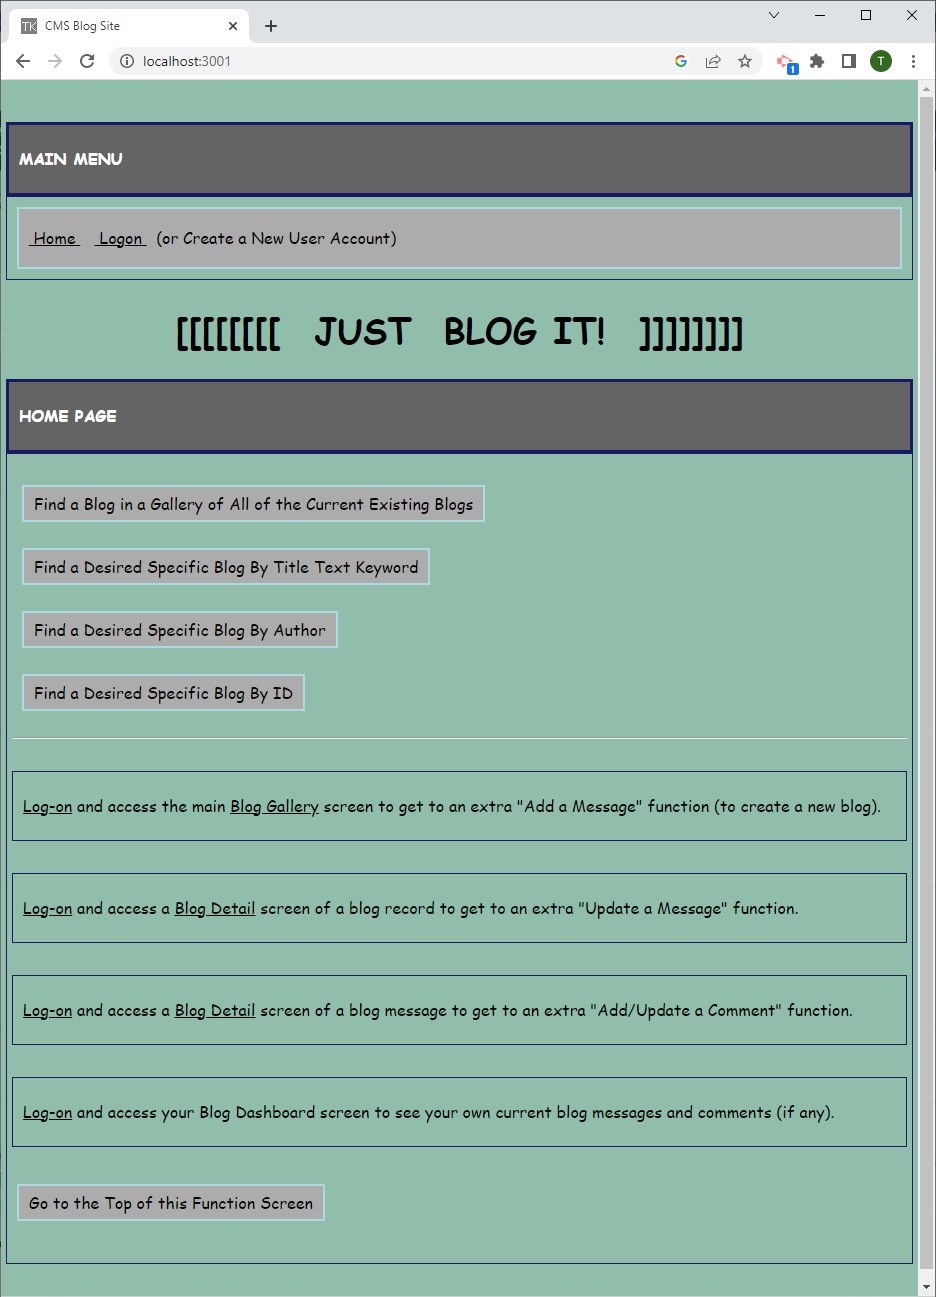 TK CMS Blog Site
localhost:3001
1
T
MAIN MENU
Home Logon (or Create a New User Account)
[[[[[[[[ JUST BLOG IT! ]]]]]]]]
HOME PAGE
Find a Blog in a Gallery of All of the Current Existing Blogs
Find a Desired Specific Blog By Title Text Keyword
Find a Desired Specific Blog By Author
Find a Desired Specific Blog By ID
Log-on and access the main Blog Gallery screen to get to an extra "Add a Message" function (to create a new blog).
Log-on and access a Blog Detail screen of a blog record to get to an extra "Update a Message" function.
Log-on and access a Blog Detail screen of a blog message to get to an extra "Add/Update a Comment" function.
Log-on and access your Blog Dashboard screen to see your own current blog messages and comments (if any).
Go to the Top of this Function Screen